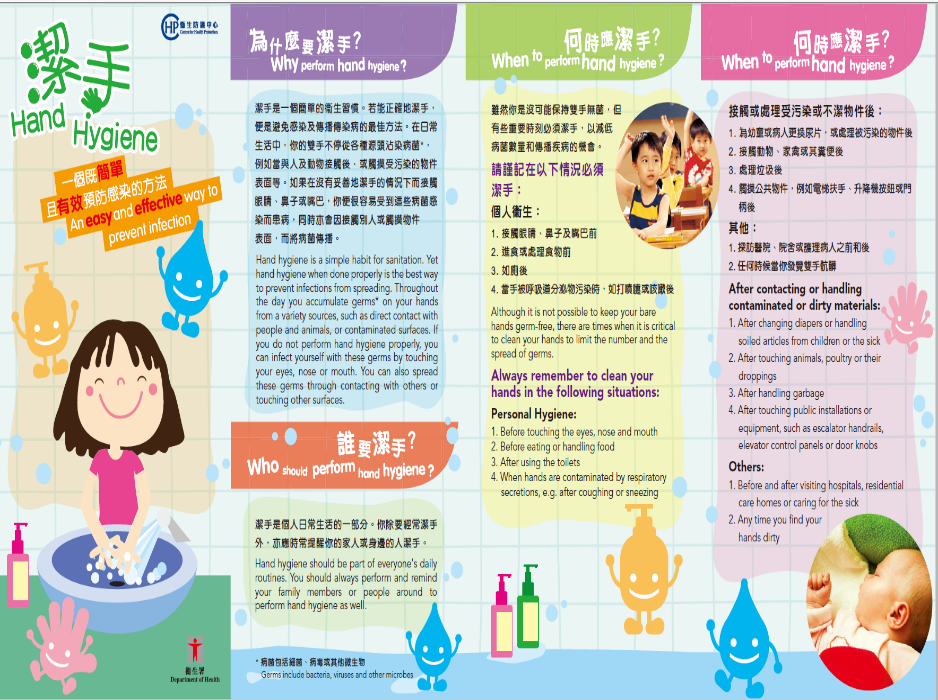 潔手
Hand Hygiene
一個既簡單
且有效預防感染的方法
An easy and effective way to
prevent infection
衞生署
Department of Health
CHP 衞生防護中心
Centre for Health Protection
為什麼要潔手?
Why perform hand hygiene?
潔手是一個簡單的衞生習慣。若能正確地潔手,
便是避免感染及傳播傳染病的最佳方法。在日常
生活中,你的雙手不停從各種源頭沾染病菌*,
例如當與人及動物接觸後、或觸摸受污染的物件
表面等。如果在沒有妥善地潔手的情況下而接觸
眼睛、鼻子或嘴巴,你便很容易受到這些病菌感
染而患病,同時亦會因接觸別人或觸摸物件
表面,而將病菌傳播。
Hand hygiene is a simple habit for sanitation. Yet
hand hygiene when done properly is the best way
to prevent infections from spreading. Throughout
the day you accumulate germs* on your hands
from a variety sources, such as direct contact with
people and animals, or contaminated surfaces. If
you do not perform hand hygiene properly, you
can infect yourself with these germs by touching
your eyes, nose or mouth. You can also spread
these germs through contacting with others or
touching other surfaces.
誰要潔手?
Who should perform hand hygiene?
潔手是個人日常生活的一部分。你除要經常潔手
外,亦應時常提醒你的家人或身邊的人潔手。
Hand hygiene should be part of everyone's daily
routines. You should always perform and remind
your family members or people around to
perform hand hygiene as well.
* 病菌包括細菌、病毒或其他微生物
Germs include bacteria, viruses and other microbes
何時應潔手?
When to perform hand hygiene?
雖然你是沒可能保持雙手無菌,但
有些重要時刻必須潔手,以減低
病菌數量和傳播疾病的機會。
請謹記在以下情況必須
潔手:
個人衞生:
1. 接觸眼睛、鼻子及嘴巴前
2. 進食或處理食物前
3. 如廁後
4. 當手被呼吸道分泌物污染時,如打噴嚏或咳嗽後
Although it is not possible to keep your bare
hands germ-free, there are times when it is critical
to clean your hands to limit the number and the
spread of germs.
Always remember to clean your
hands in the following situations:
Personal Hygiene:
1. Before touching the eyes, nose and mouth
2. Before eating or handling food
3. After using the toilets
4. When hands are contaminated by respiratory
secretions, e.g. after coughing or sneezing
何時應潔手?
When to perform hand hygiene?
接觸或處理受污染或不潔物件後:
1. 為幼童或病人更換尿片,或處理被污染的物件後
2. 接觸動物、家禽或其糞便後
3. 處理垃圾後
4. 觸摸公共物件,例如電梯扶手、升降機按鈕或門
柄後
其他:
1. 探訪醫院、院舍或護理病人之前和後
2. 任何時候當你發覺雙手骯髒
After contacting or handling
contaminated or dirty materials:
1. After changing diapers or handling
soiled articles from children or the sick
2. After touching animals, poultry or their
droppings
3. After handling garbage
4. After touching public installations or
equipment, such as escalator handrails,
elevator control panels or door knobs
Others:
1. Before and after visiting hospitals, residential
care homes or caring for the sick
2. Any time you find your
hands dirty